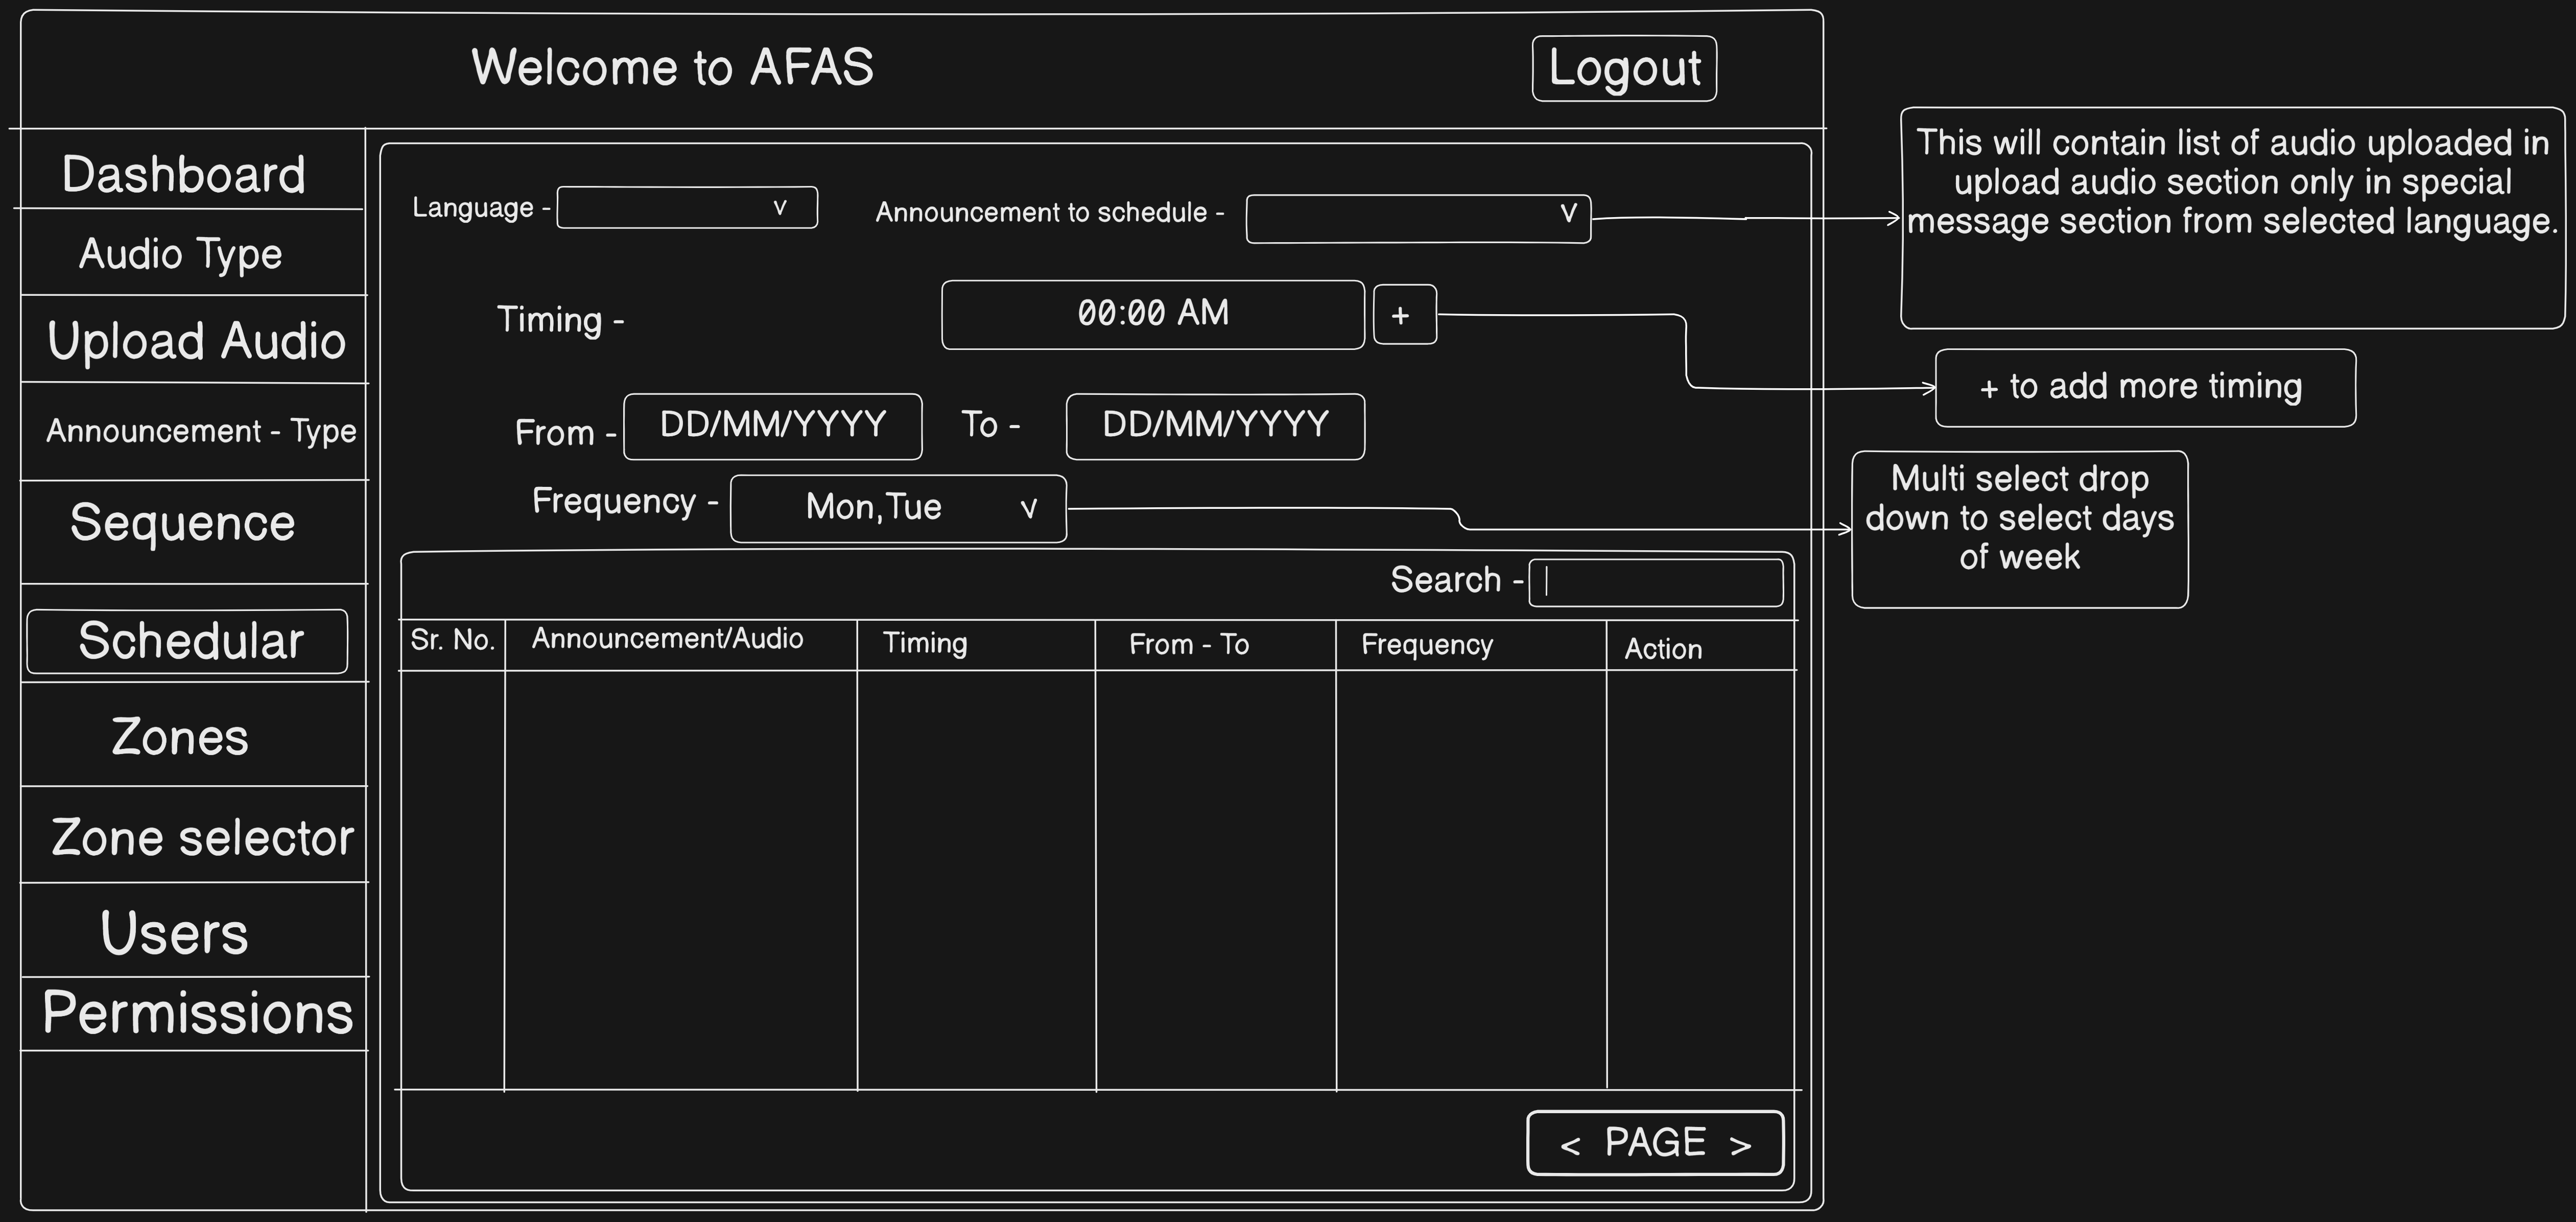 Welcome to AFAS
Logout
Dashboard
Audio Type
Upload Audio
Announcement - Type
Sequence
Schedular
Zones
Zone selector
Users
Permissions
Language - v
Announcement to schedule - v
Timing - 00:00 AM +
From - DD/MM/YYYY To - DD/MM/YYYY
Frequency - Mon,Tue v
Search - |
Sr. No. Announcement/Audio Timing From - To Frequency Action
< PAGE >
This will contain list of audio uploaded in
upload audio section only in special
message section from selected language.
+ to add more timing
Multi select drop
down to select days
of week